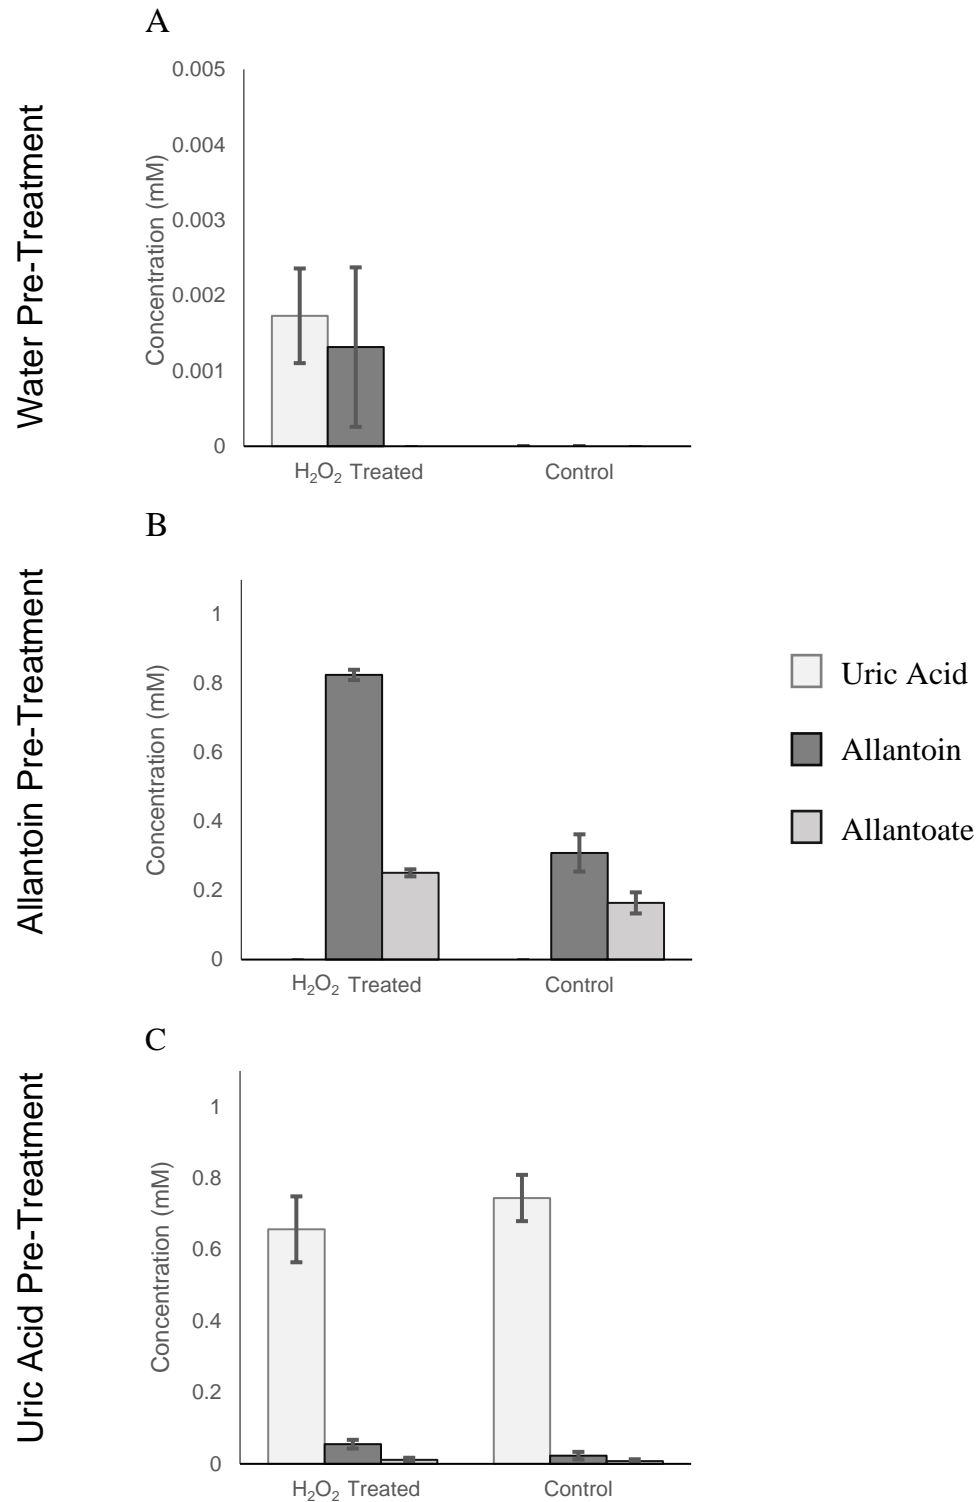 A
Water Pre-Treatment
Concentration (mM)
0.005
0.004
0.003
0.002
0.001
0
H₂O₂ Treated
Control
B
Allantoin Pre-Treatment
Concentration (mM)
1
0.8
0.6
0.4
0.2
0
H₂O₂ Treated
Control
Uric Acid
Allantoin
Allantoate
C
Uric Acid Pre-Treatment
Concentration (mM)
1
0.8
0.6
0.4
0.2
0
H₂O₂ Treated
Control